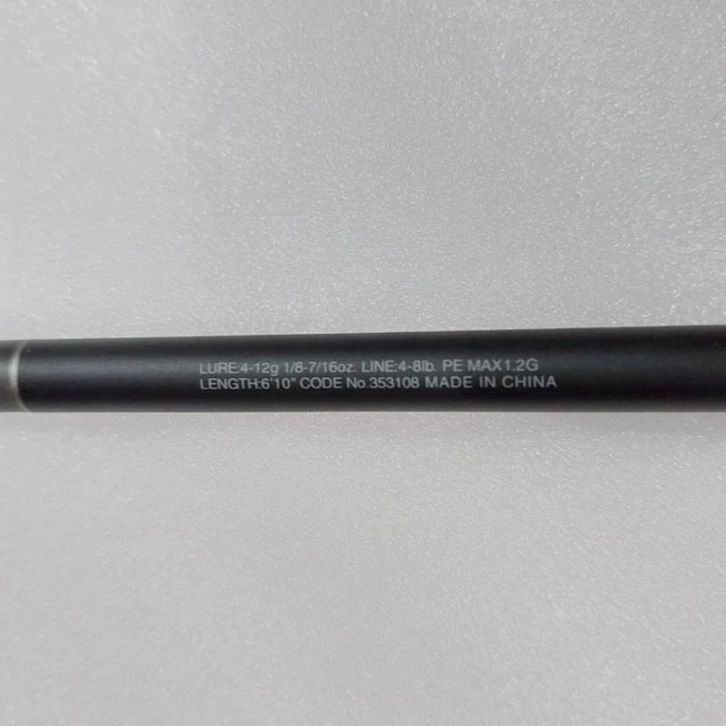 LURE:4-12g 1/8-7/16oz. LINE:4-8lb. PE MAX1.2G
LENGTH:6'10" CODE No.353108 MADE IN CHINA